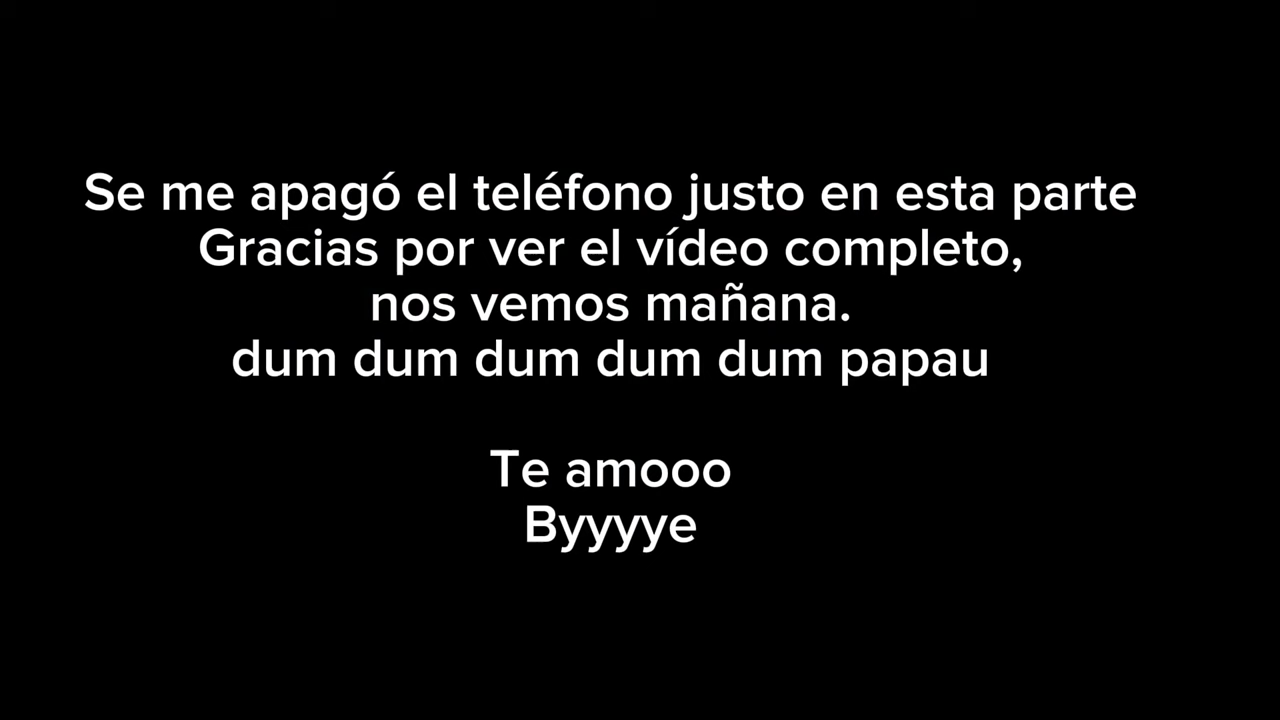 Se me apagó el teléfono justo en esta parte
Gracias por ver el vídeo completo,
nos vemos mañana.
dum dum dum dum dum papau
Te amooo
Byyyye